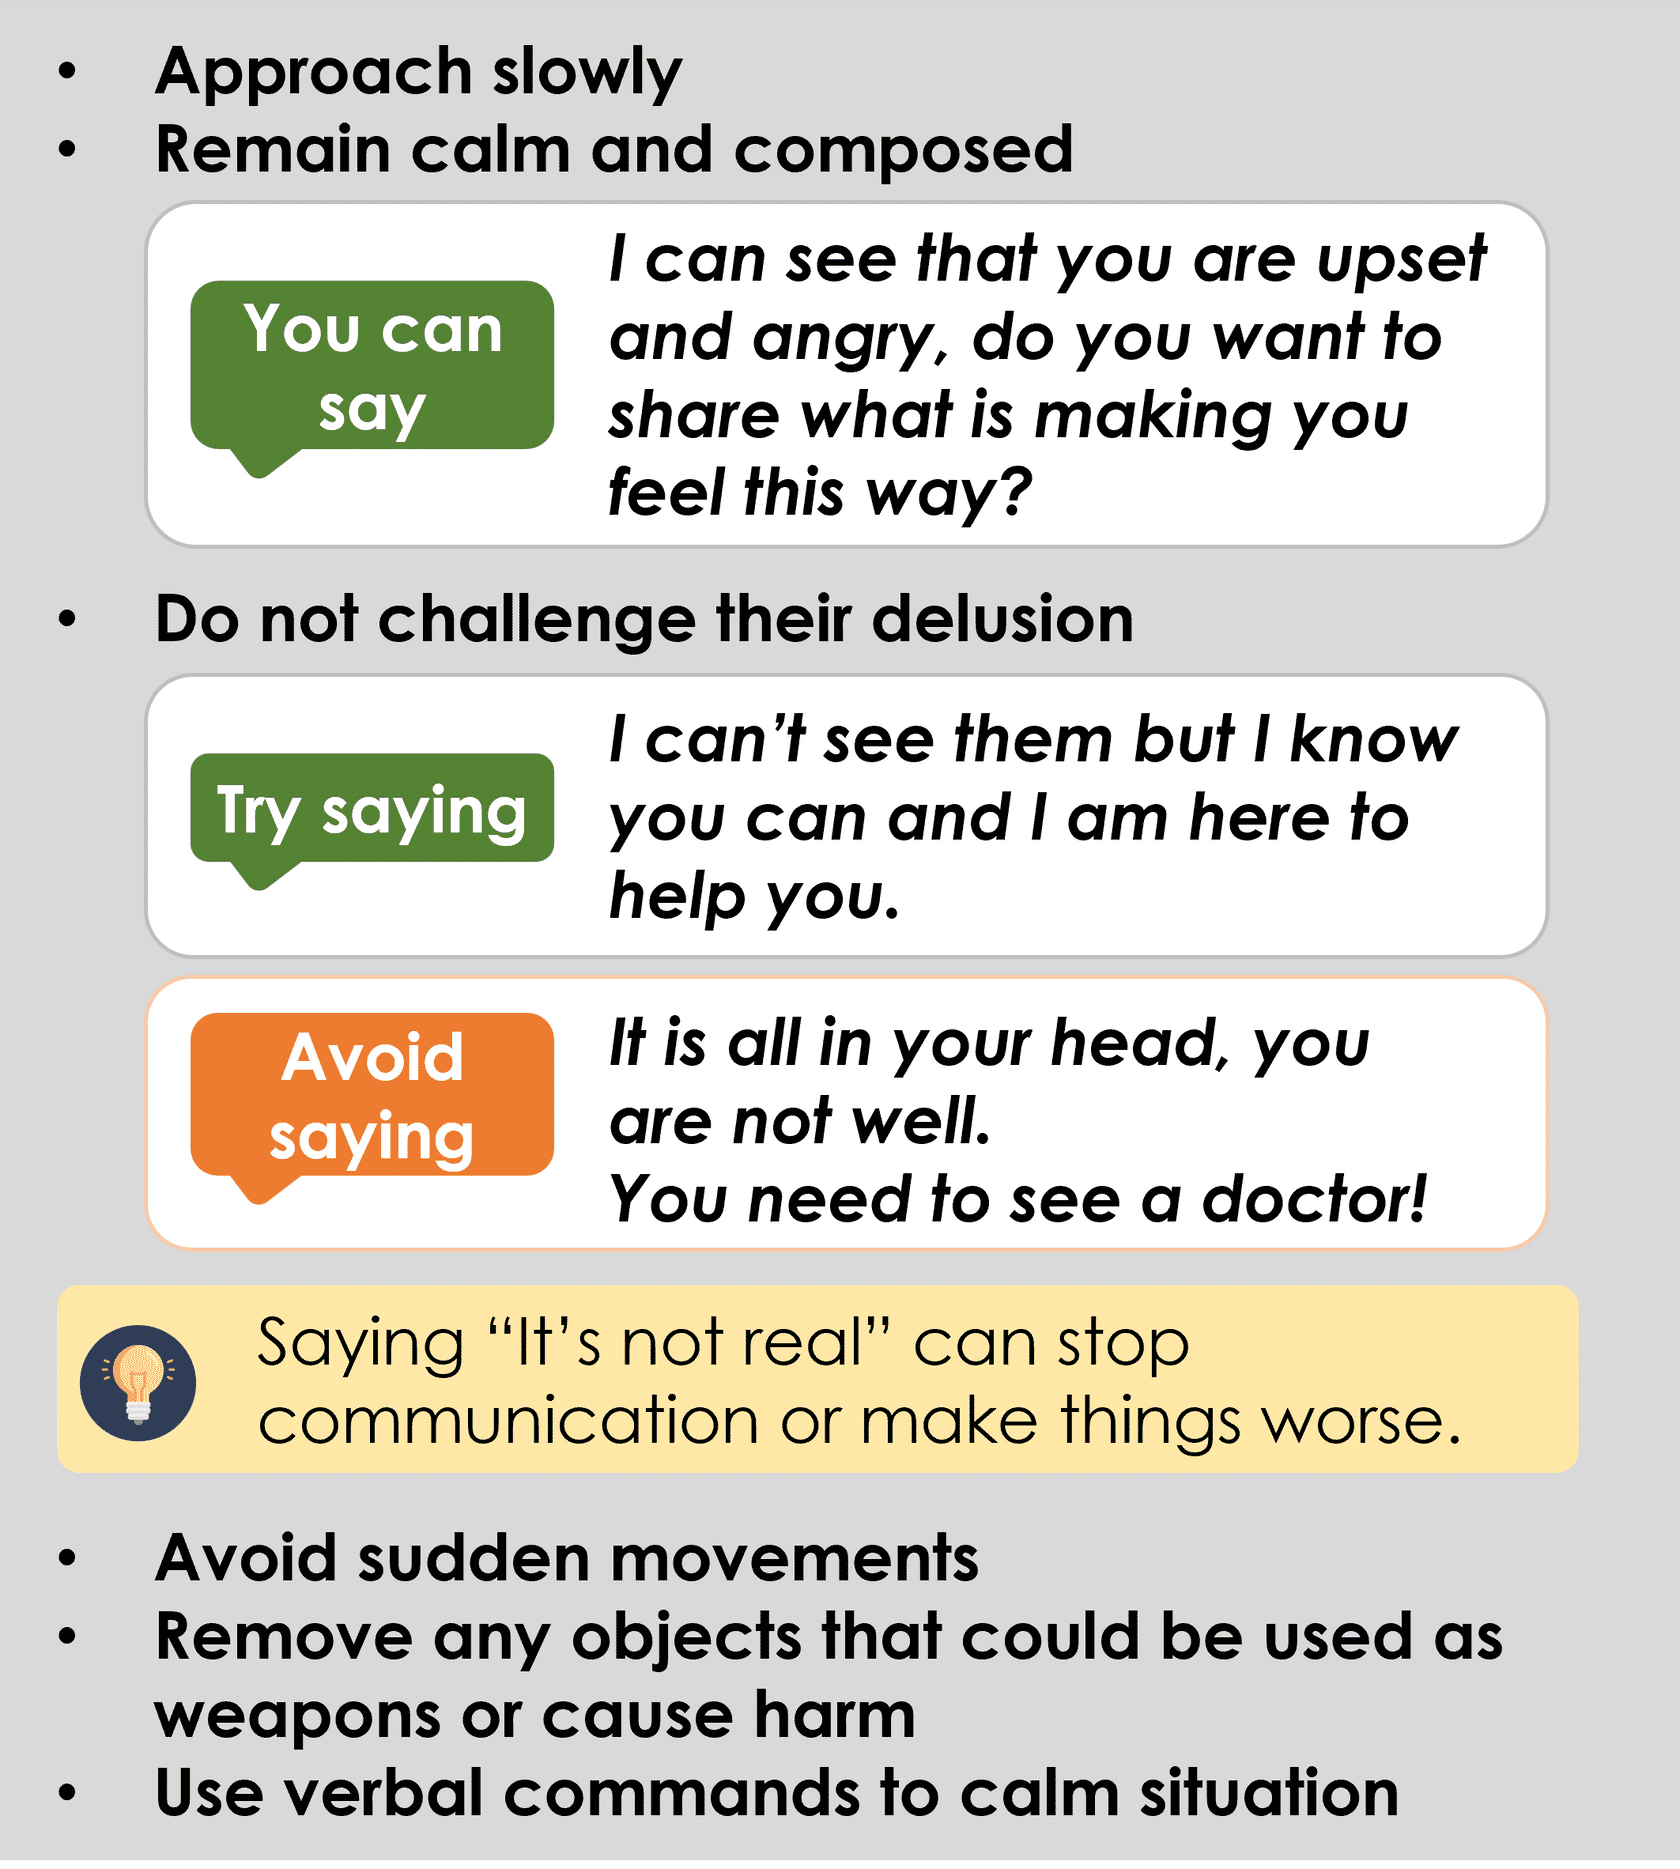 • Approach slowly
• Remain calm and composed
You can
say
I can see that you are upset
and angry, do you want to
share what is making you
feel this way?
• Do not challenge their delusion
Try saying
I can’t see them but I know
you can and I am here to
help you.
Avoid
saying
It is all in your head, you
are not well.
You need to see a doctor!
Saying “It’s not real” can stop
communication or make things worse.
• Avoid sudden movements
• Remove any objects that could be used as
weapons or cause harm
• Use verbal commands to calm situation